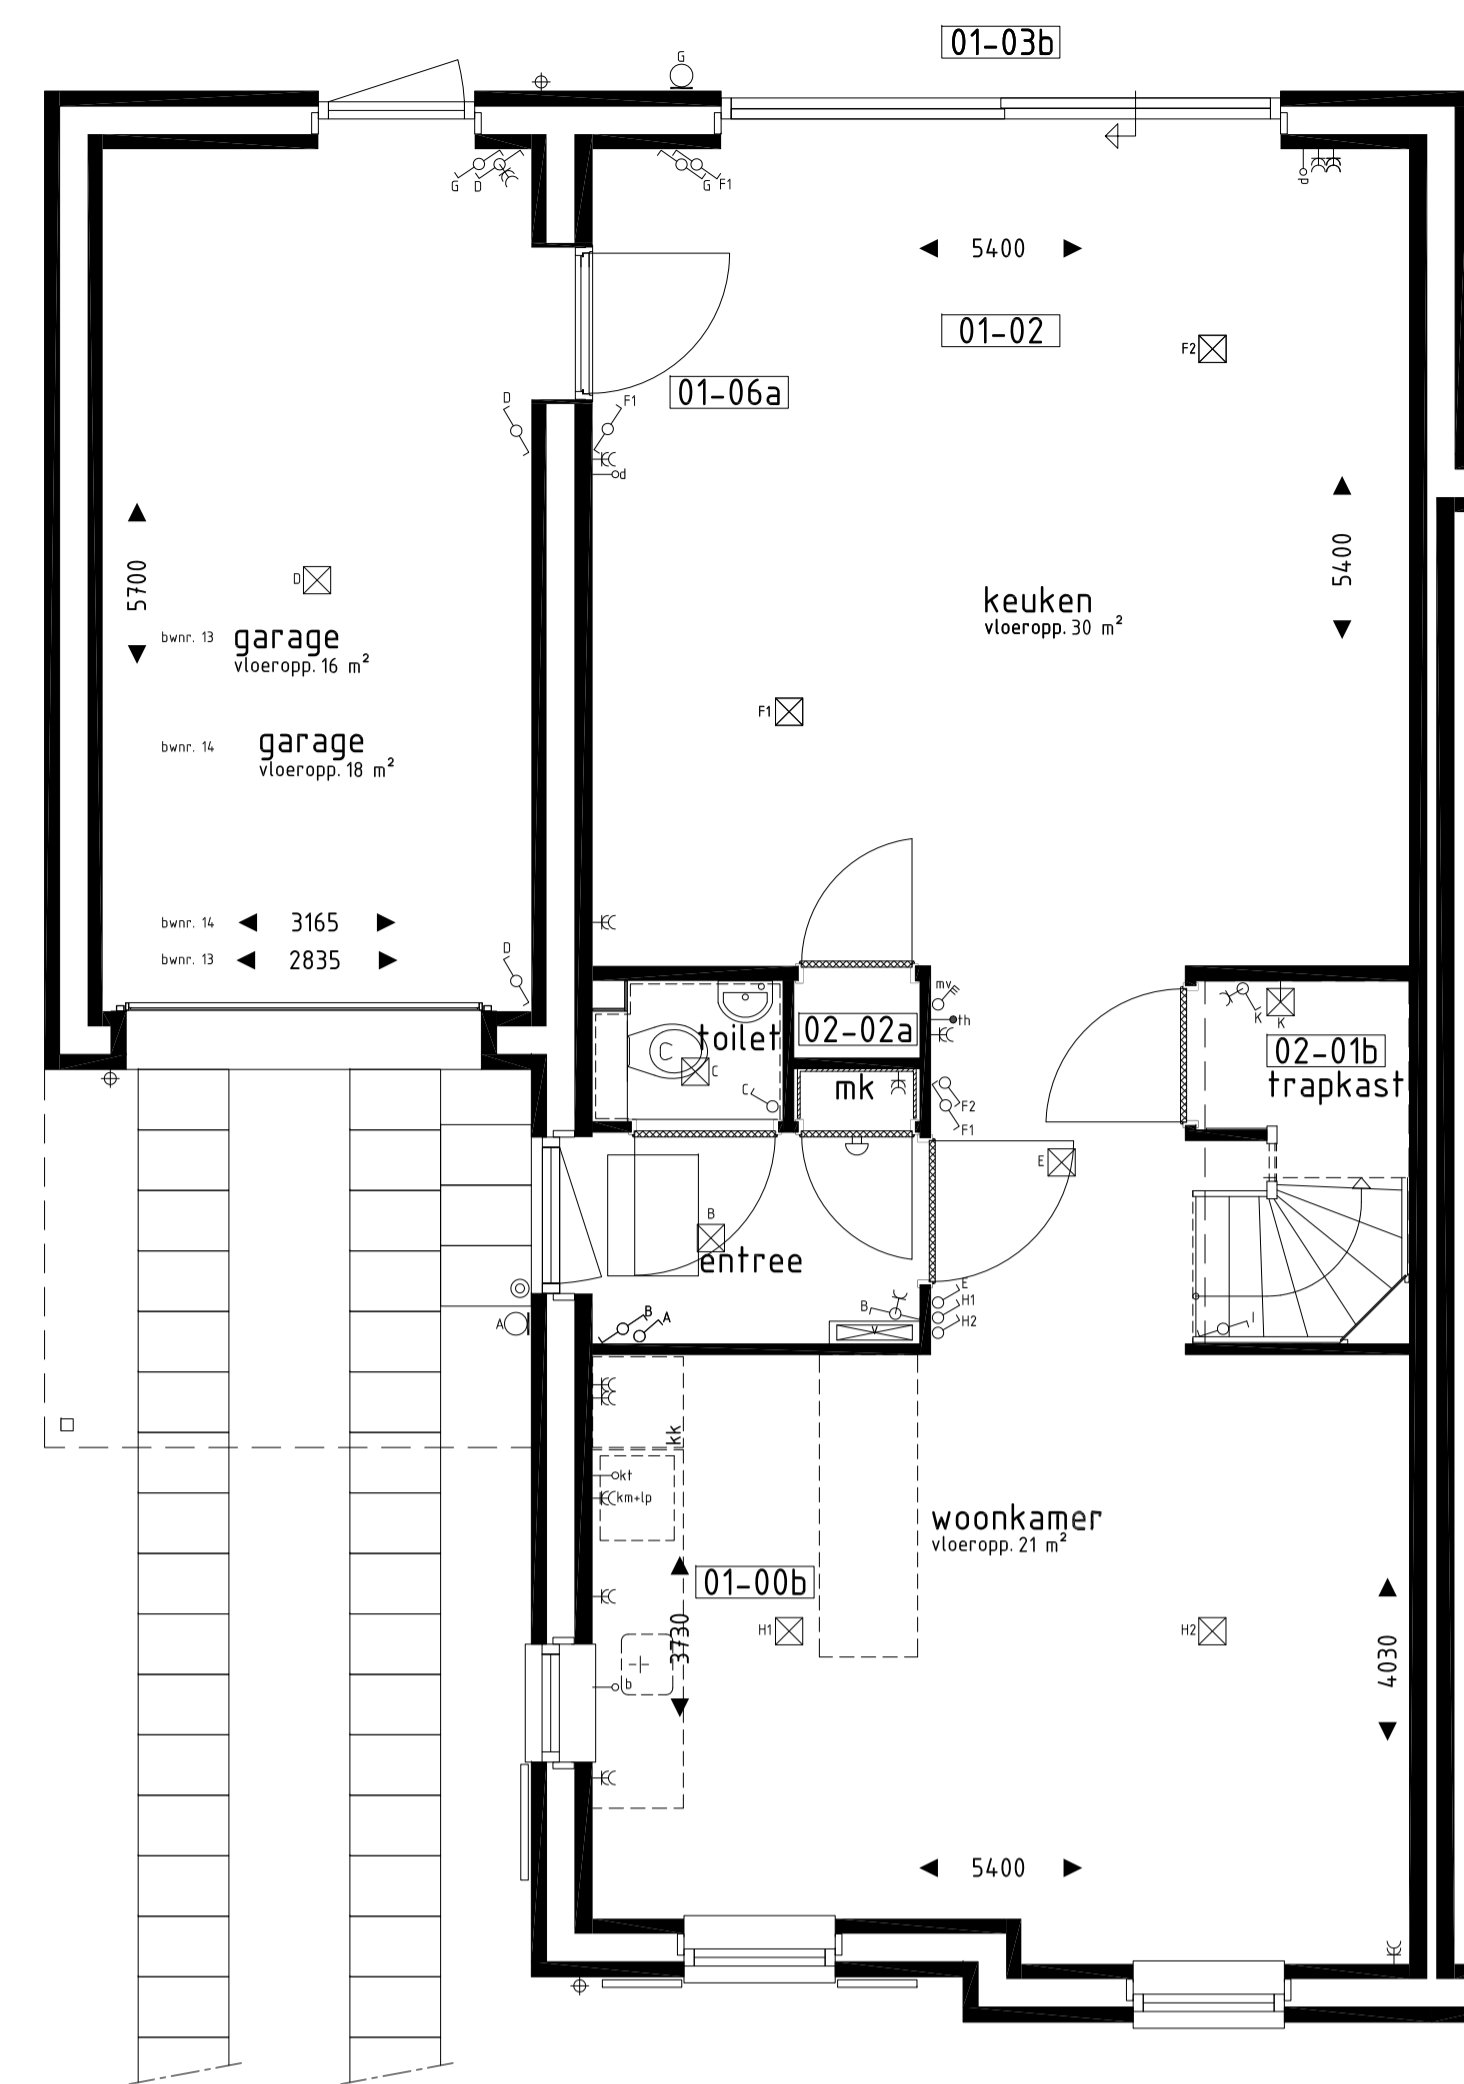 01-03b
G
G
D
G
F1
d
5400
01-02
F2
01-06a
D
F1
d
5700
5400
D
keuken
vloeropp. 30 m²
bwnr. 13
garage
vloeropp. 16 m²
F1
bwnr. 14
garage
vloeropp. 18 m²
bwnr. 14
3165
bwnr. 13
2835
D
mv
th
toilet
C
C
C
02-02a
mk
K
K
02-01b
trapkast
F2
F1
E
B
entree
B
A
B
v
E
H1
H2
I
A
kk
kt
km+lp
woonkamer
vloeropp. 21 m²
01-00b
3730
H1
H2
b
4030
5400